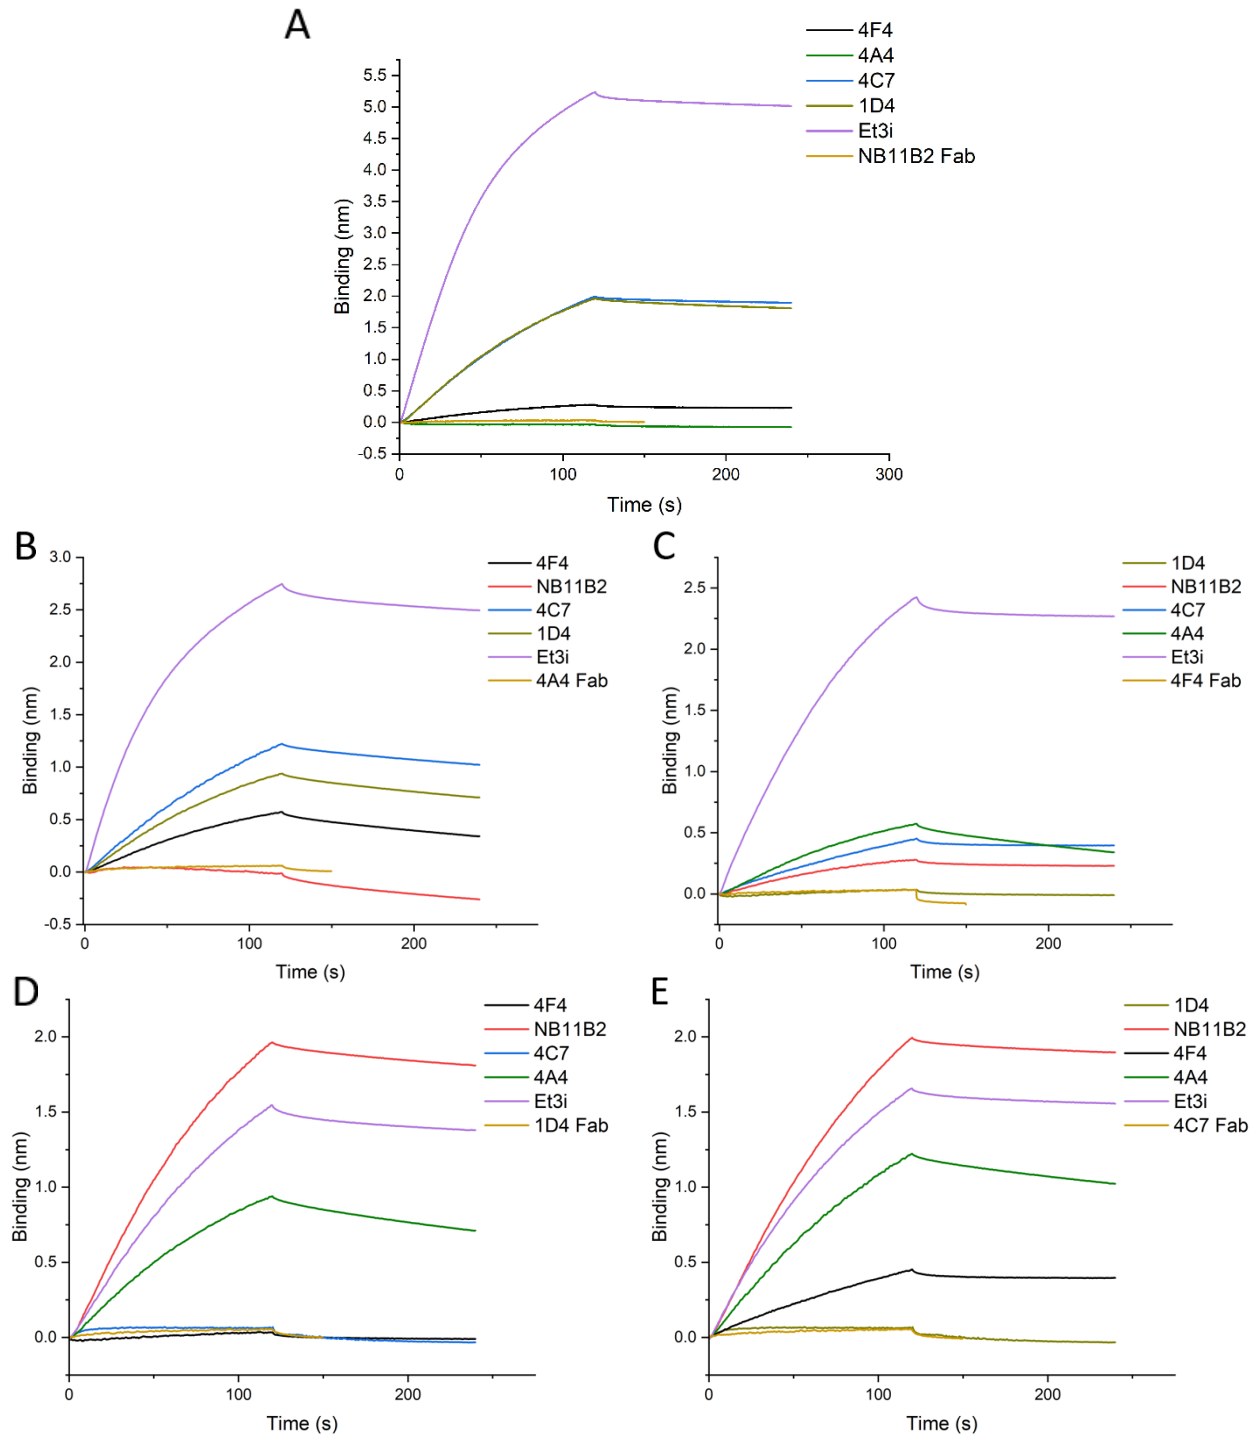 A
4F4
4A4
4C7
1D4
Et3i
NB11B2 Fab
5.5
5.0
4.5
4.0
3.5
3.0
2.5
2.0
1.5
1.0
0.5
0.0
-0.5
Binding (nm)
0 100 200 300
Time (s)
B
4F4
NB11B2
4C7
1D4
Et3i
4A4 Fab
3.0
2.5
2.0
1.5
1.0
0.5
0.0
-0.5
Binding (nm)
0 100 200
Time (s)
C
1D4
NB11B2
4C7
4A4
Et3i
4F4 Fab
2.5
2.0
1.5
1.0
0.5
0.0
Binding (nm)
0 100 200
Time (s)
D
4F4
NB11B2
4C7
4A4
Et3i
1D4 Fab
2.0
1.5
1.0
0.5
0.0
Binding (nm)
0 100 200
Time (s)
E
1D4
NB11B2
4F4
4A4
Et3i
4C7 Fab
2.0
1.5
1.0
0.5
0.0
Binding (nm)
0 100 200
Time (s)